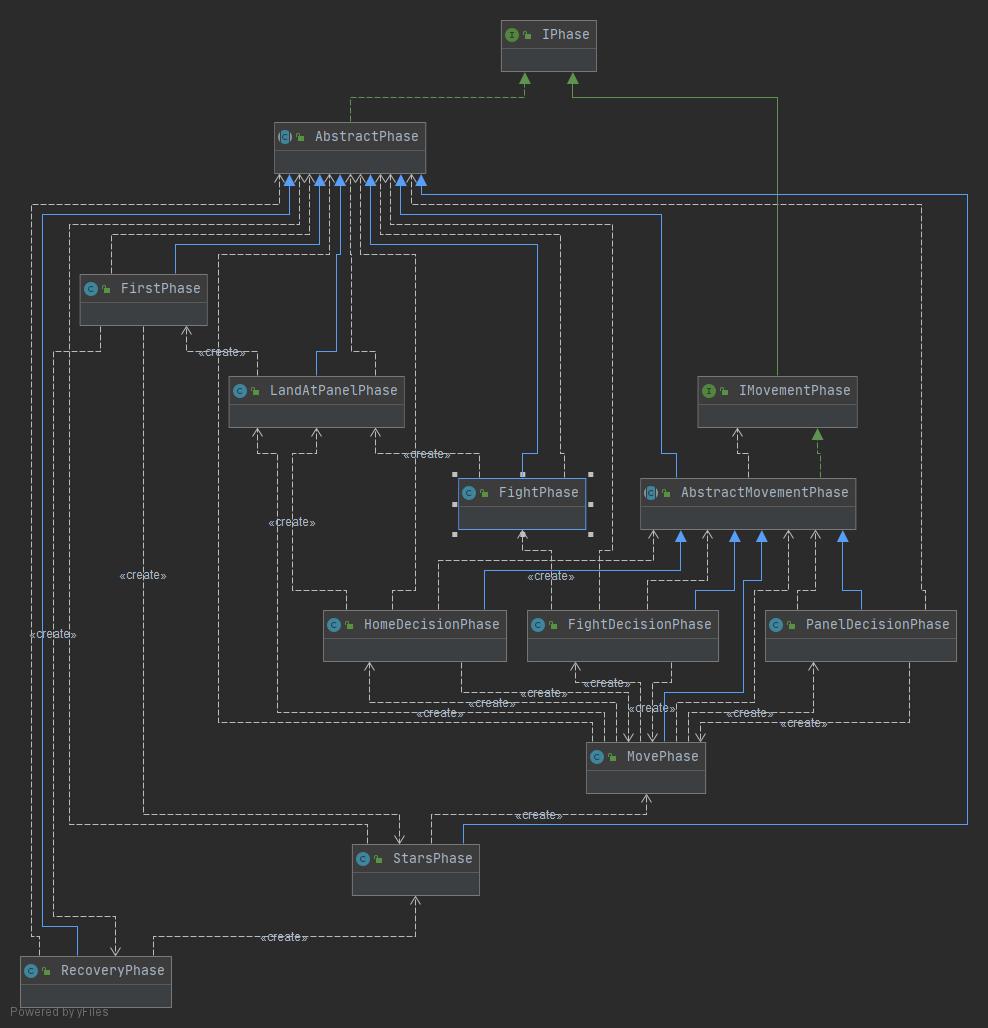 IPhase
AbstractPhase
FirstPhase
«create»
LandAtPanelPhase
IMovementPhase
«create»
FightPhase
AbstractMovementPhase
«create»
«create»
«create»
HomeDecisionPhase
FightDecisionPhase
PanelDecisionPhase
«create»
«create»
«create»
«create»
«create»
«create»
«create»
«create»
MovePhase
«create»
StarsPhase
«create»
RecoveryPhase
Powered by yFiles